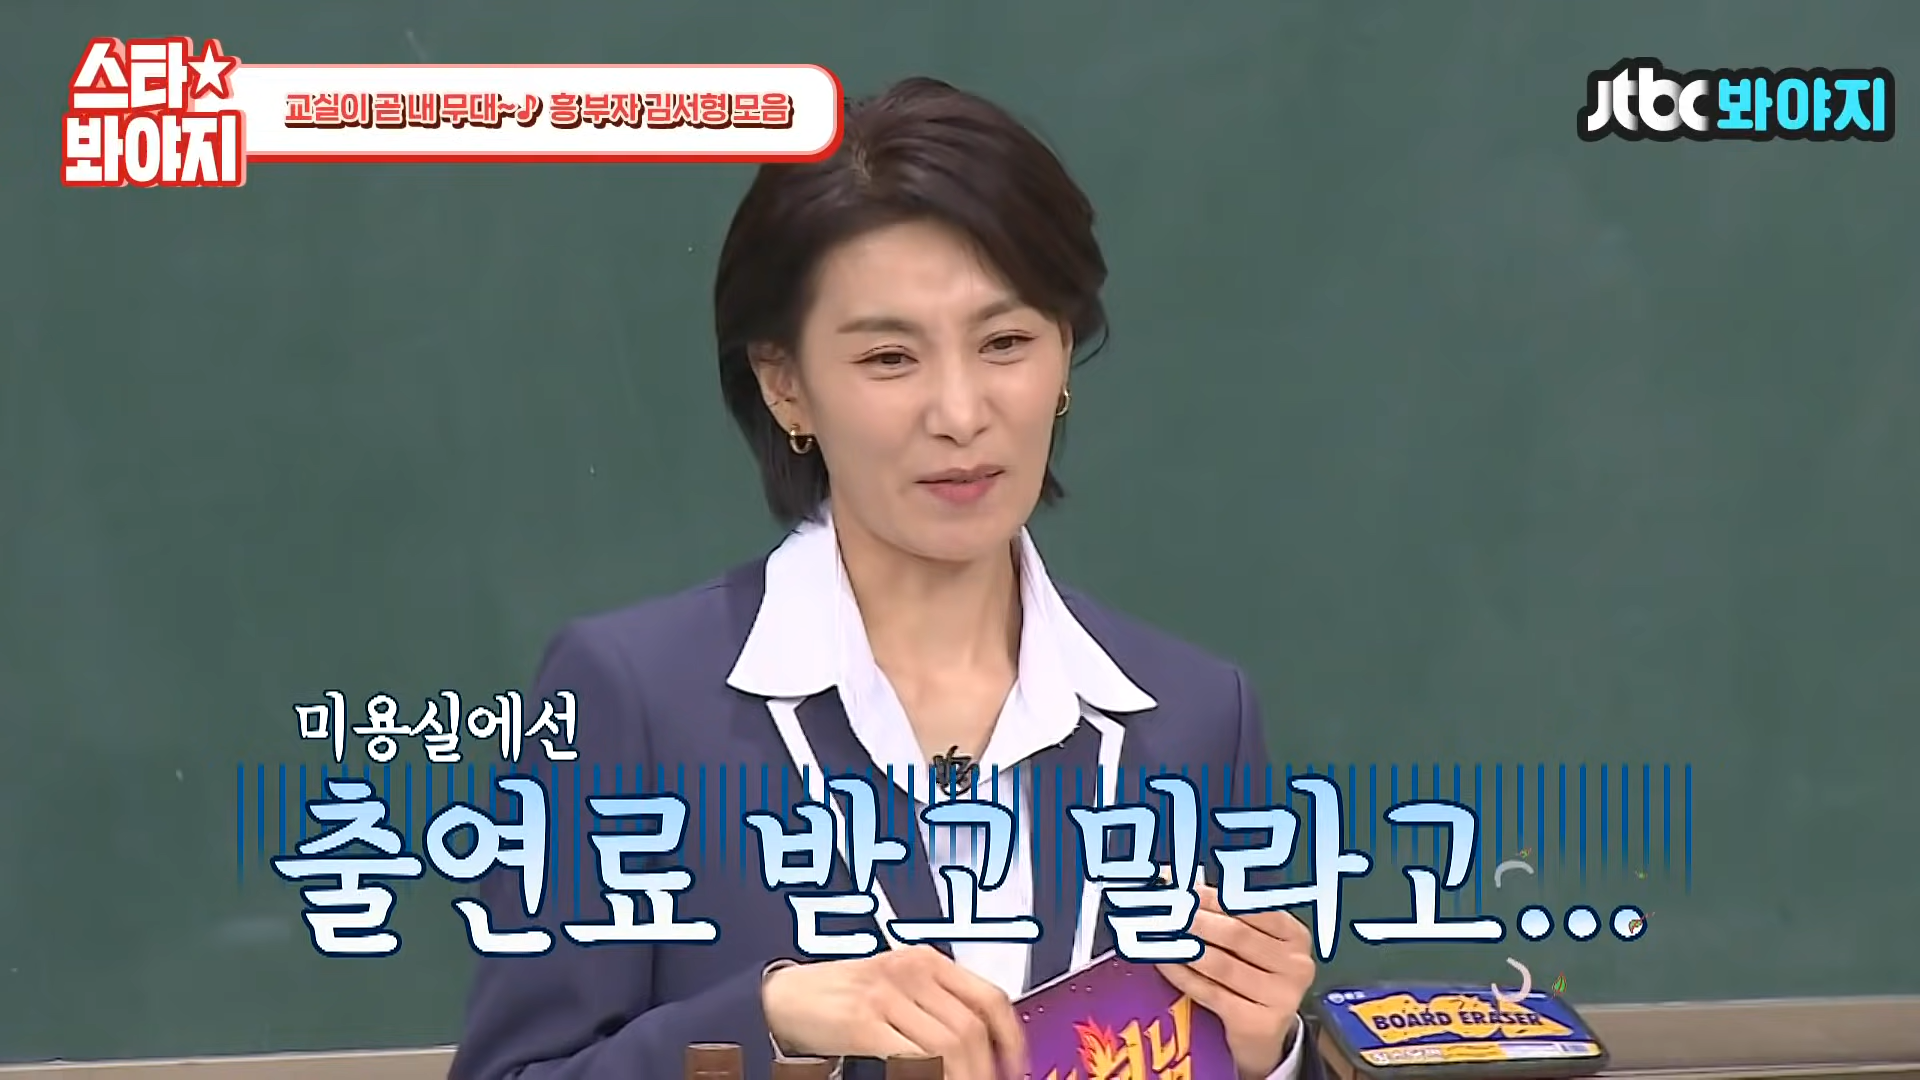 스타★
봐야지
교실이 곧 내 무대~♪ 흥 부자 김서형 모음
jtbc 봐야지
미용실에선
출연료 받고 밀라고...
BOARD ERASER